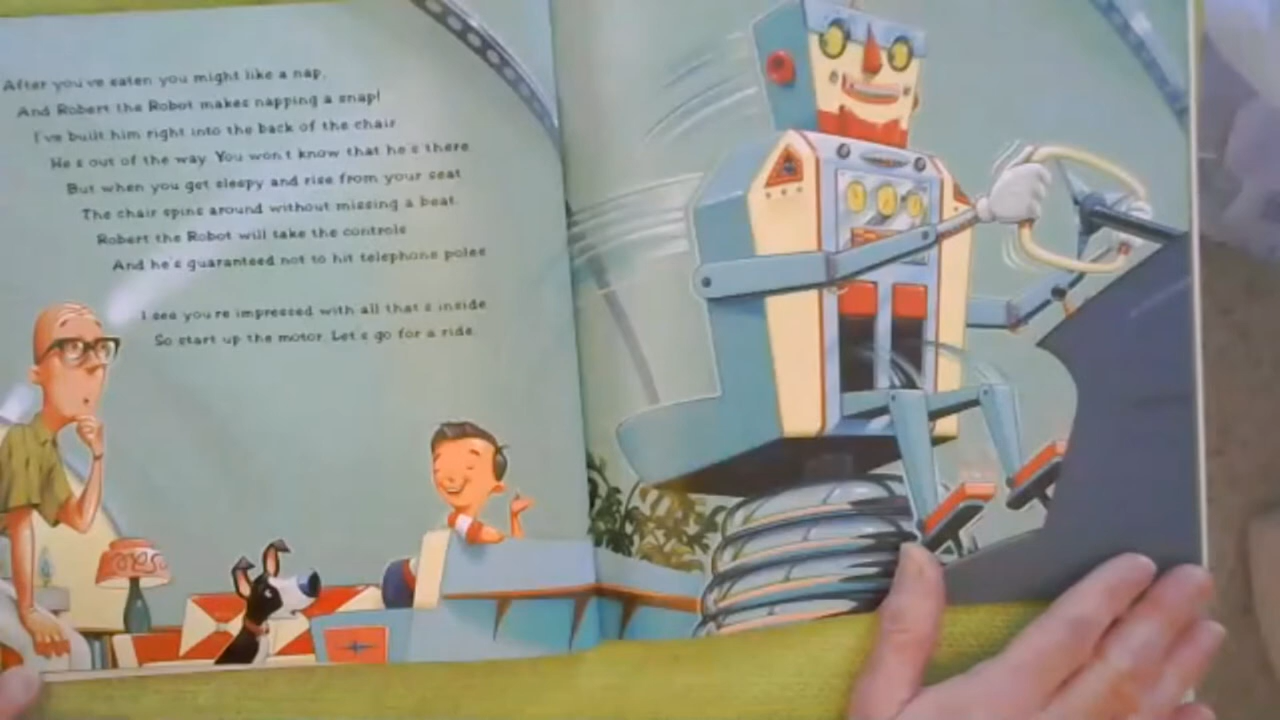 After you've eaten you might like a nap,
And Robert the Robot makes napping a snap!
I've built him right into the back of the chair
He's out of the way. You won't know that he's there
But when you get sleepy and rise from your seat
The chair spins around without missing a beat.
Robert the Robot will take the controls
And he's guaranteed not to hit telephone poles
I see you're impressed with all that's inside
So start up the motor. Let's go for a ride.